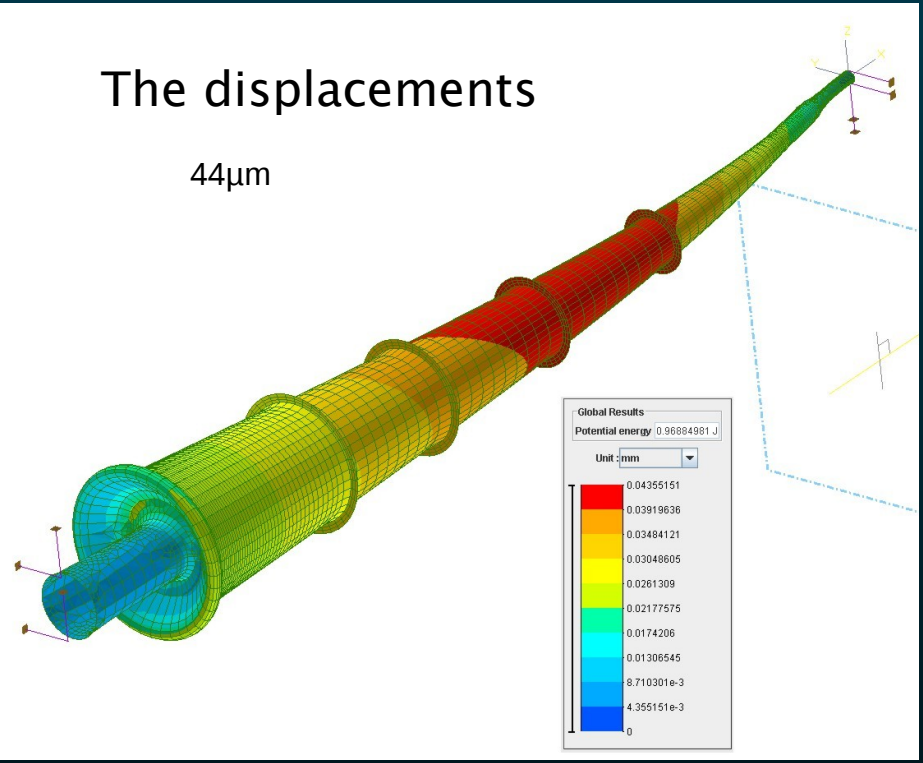 The displacements
44µm
Z
X
Y
Global Results
Potential energy 0.96884981 J
Unit : mm
0.04355151
0.03919636
0.03484121
0.03048605
0.0261309
0.02177575
0.0174206
0.01306545
8.710301e-3
4.355151e-3
0